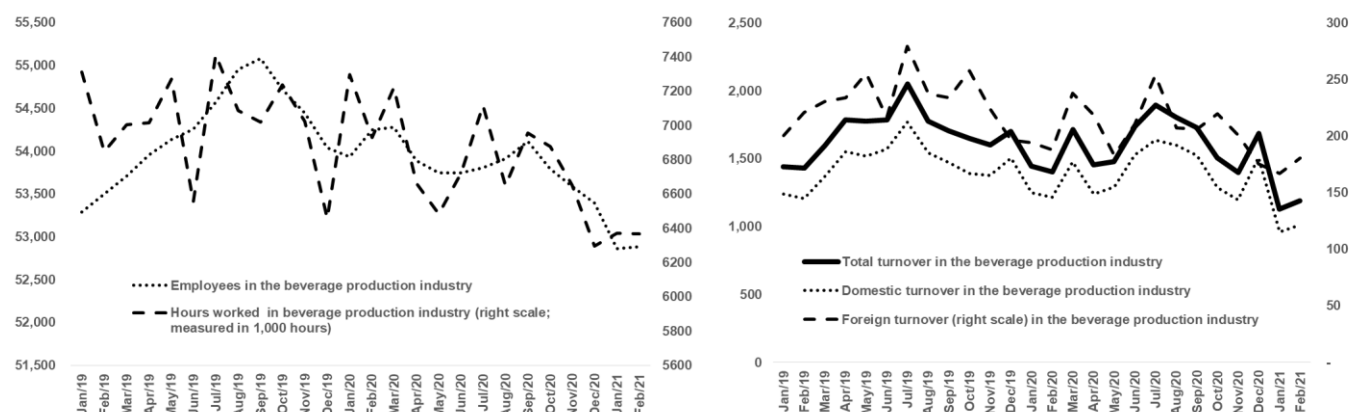 55,500
55,000
54,500
54,000
53,500
53,000
52,500
52,000
51,500
7600
7400
7200
7000
6800
6600
6400
6200
6000
5800
5600
Employees in the beverage production industry
Hours worked in beverage production industry (right scale;
measured in 1,000 hours)
Jan/19
Feb/19
Mar/19
Apr/19
May/19
Jun/19
Jul/19
Aug/19
Sep/19
Oct/19
Nov/19
Dec/19
Jan/20
Feb/20
Mar/20
Apr/20
May/20
Jun/20
Jul/20
Aug/20
Sep/20
Oct/20
Nov/20
Dec/20
Jan/21
Feb/21
2,500
2,000
1,500
1,000
500
0
300
250
200
150
100
50
-
Total turnover in the beverage production industry
Domestic turnover in the beverage production industry
Foreign turnover (right scale) in the beverage production industry
Jan/19
Feb/19
Mar/19
Apr/19
May/19
Jun/19
Jul/19
Aug/19
Sep/19
Oct/19
Nov/19
Dec/19
Jan/20
Feb/20
Mar/20
Apr/20
May/20
Jun/20
Jul/20
Aug/20
Sep/20
Oct/20
Nov/20
Dec/20
Jan/21
Feb/21